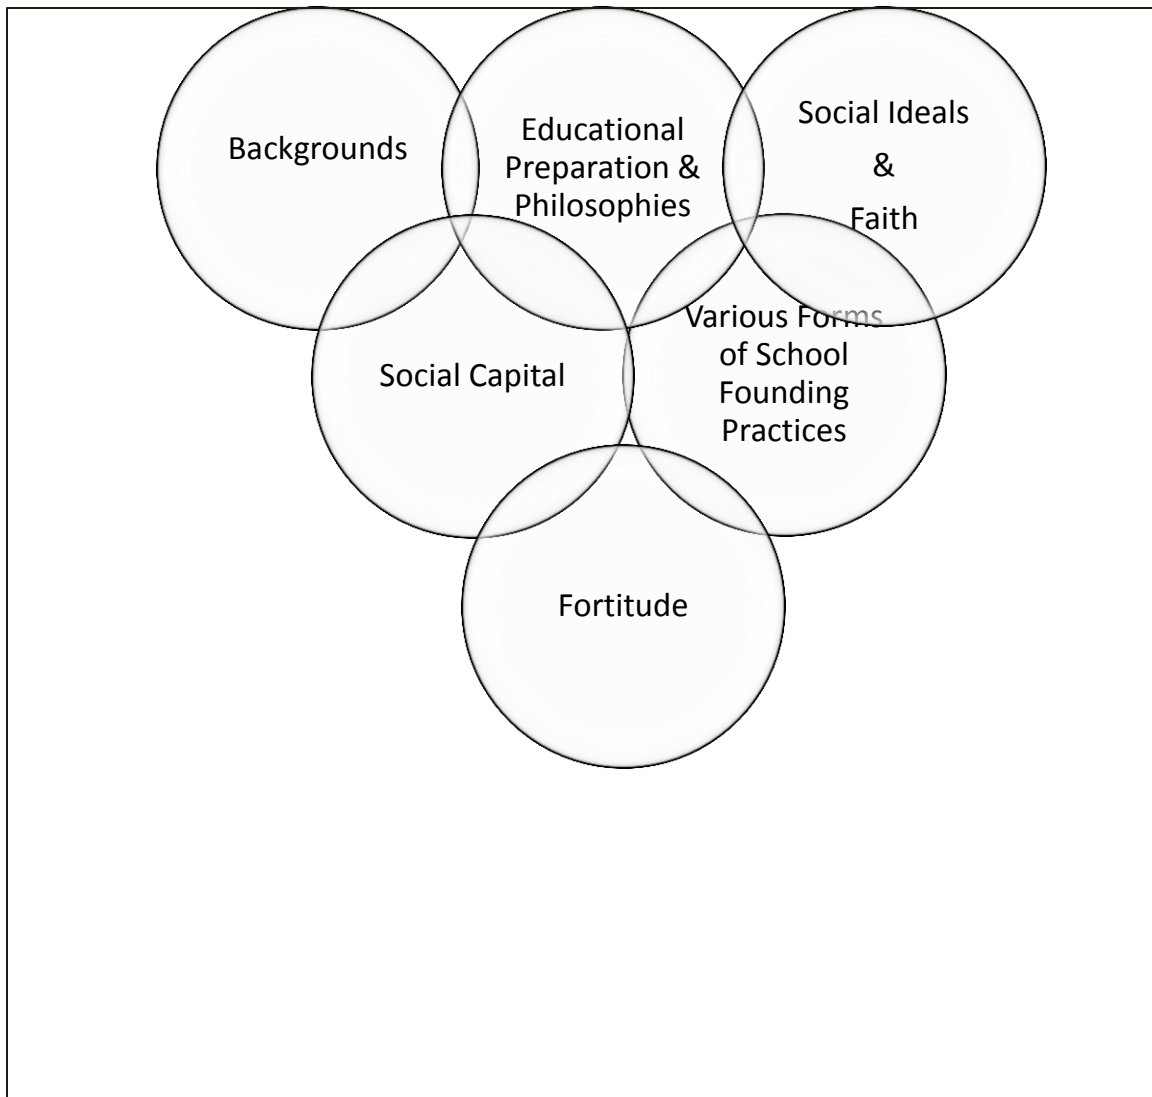 Backgrounds
Educational
Preparation &
Philosophies
Social Ideals
&
Faith
Social Capital
Various Forms
of School
Founding
Practices
Fortitude